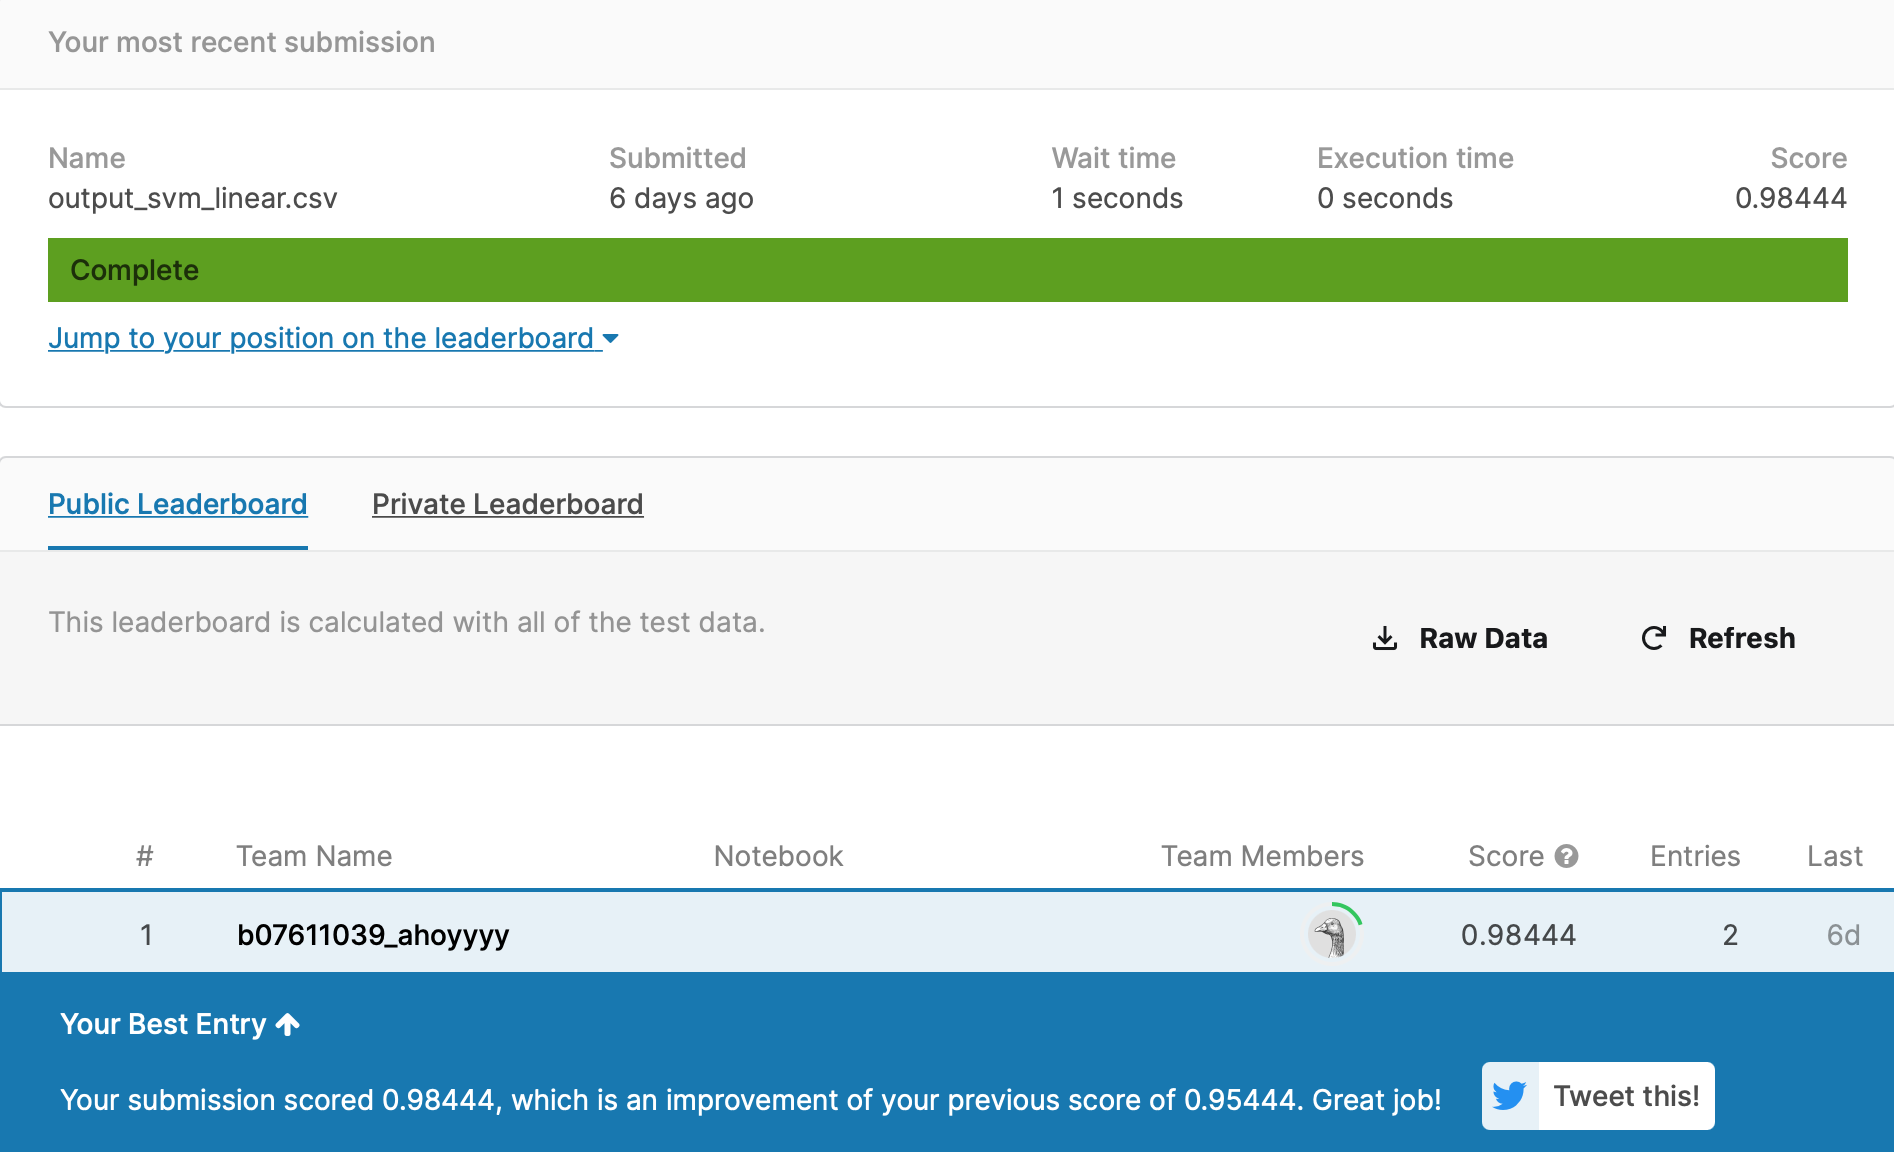 Your most recent submission
Name Submitted Wait time Execution time Score
output_svm_linear.csv 6 days ago 1 seconds 0 seconds 0.98444
Complete
Jump to your position on the leaderboard
Public Leaderboard Private Leaderboard
This leaderboard is calculated with all of the test data.
Raw Data Refresh
# Team Name Notebook Team Members Score ? Entries Last
1 b07611039_ahoyyyy 0.98444 2 6d
Your Best Entry
Your submission scored 0.98444, which is an improvement of your previous score of 0.95444. Great job! Tweet this!